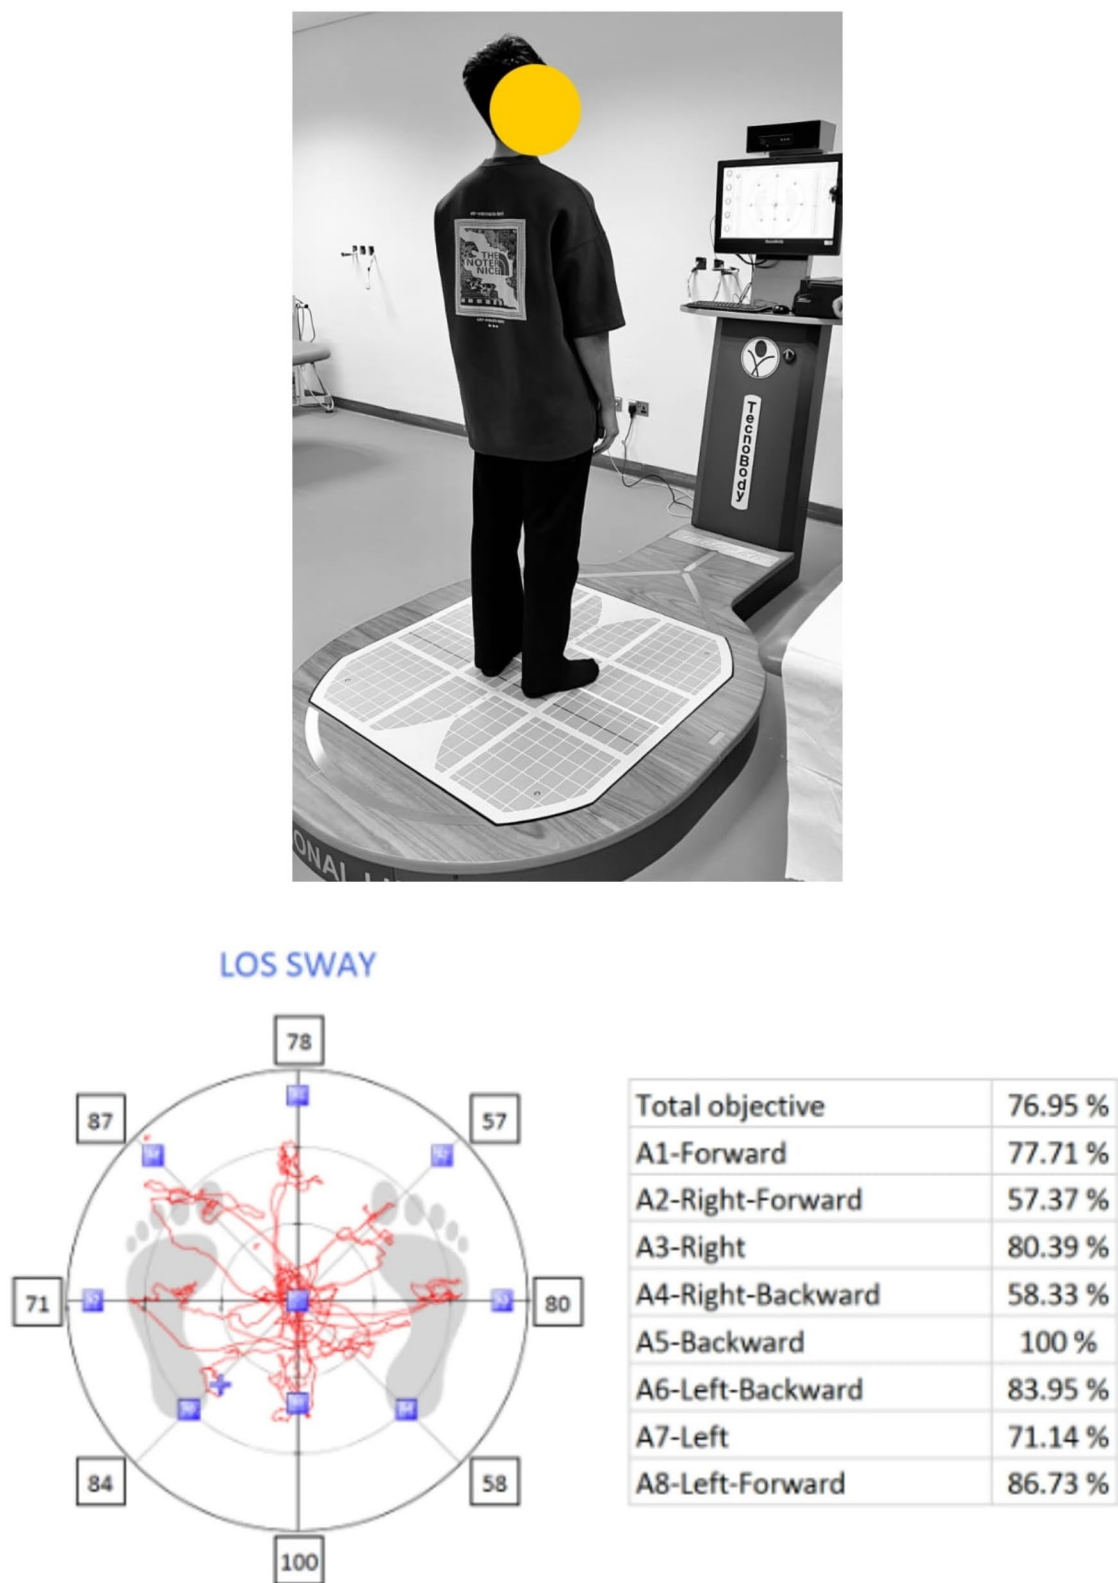 THE
NOTER
NICE
TecnoBody
ONAL LI
LOS SWAY
78
87
57
71
80
84
58
100
Total objective 76.95 %
A1-Forward 77.71 %
A2-Right-Forward 57.37 %
A3-Right 80.39 %
A4-Right-Backward 58.33 %
A5-Backward 100 %
A6-Left-Backward 83.95 %
A7-Left 71.14 %
A8-Left-Forward 86.73 %